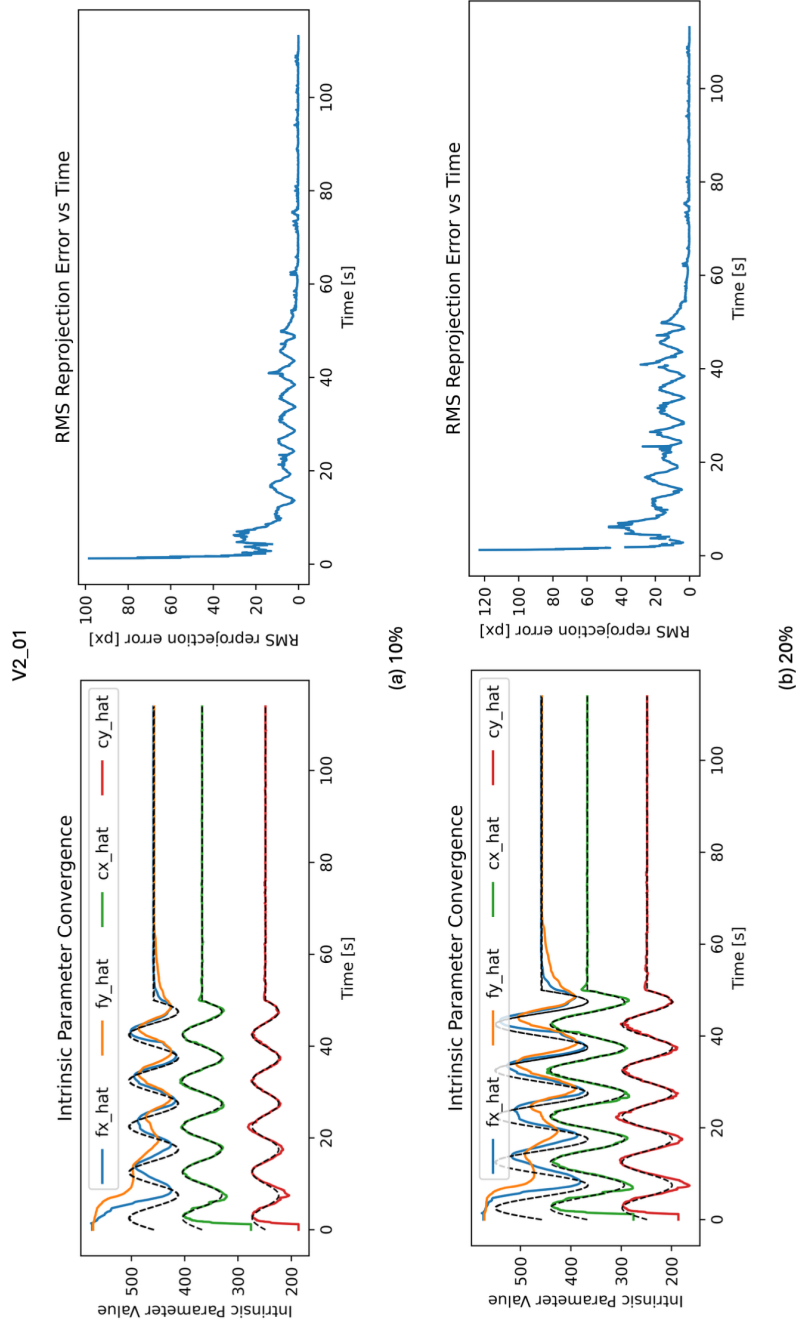 V2_01
Intrinsic Parameter Convergence
fx_hat fy_hat cx_hat cy_hat
Intrinsic Parameter Value
500
400
300
200
0 20 40 60 80 100
Time [s]
RMS Reprojection Error vs Time
RMS reprojection error [px]
100
80
60
40
20
0
0 20 40 60 80 100
Time [s]
(a) 10%
Intrinsic Parameter Convergence
fx_hat fy_hat cx_hat cy_hat
Intrinsic Parameter Value
500
400
300
200
0 20 40 60 80 100
Time [s]
RMS Reprojection Error vs Time
RMS reprojection error [px]
120
100
80
60
40
20
0
0 20 40 60 80 100
Time [s]
(b) 20%